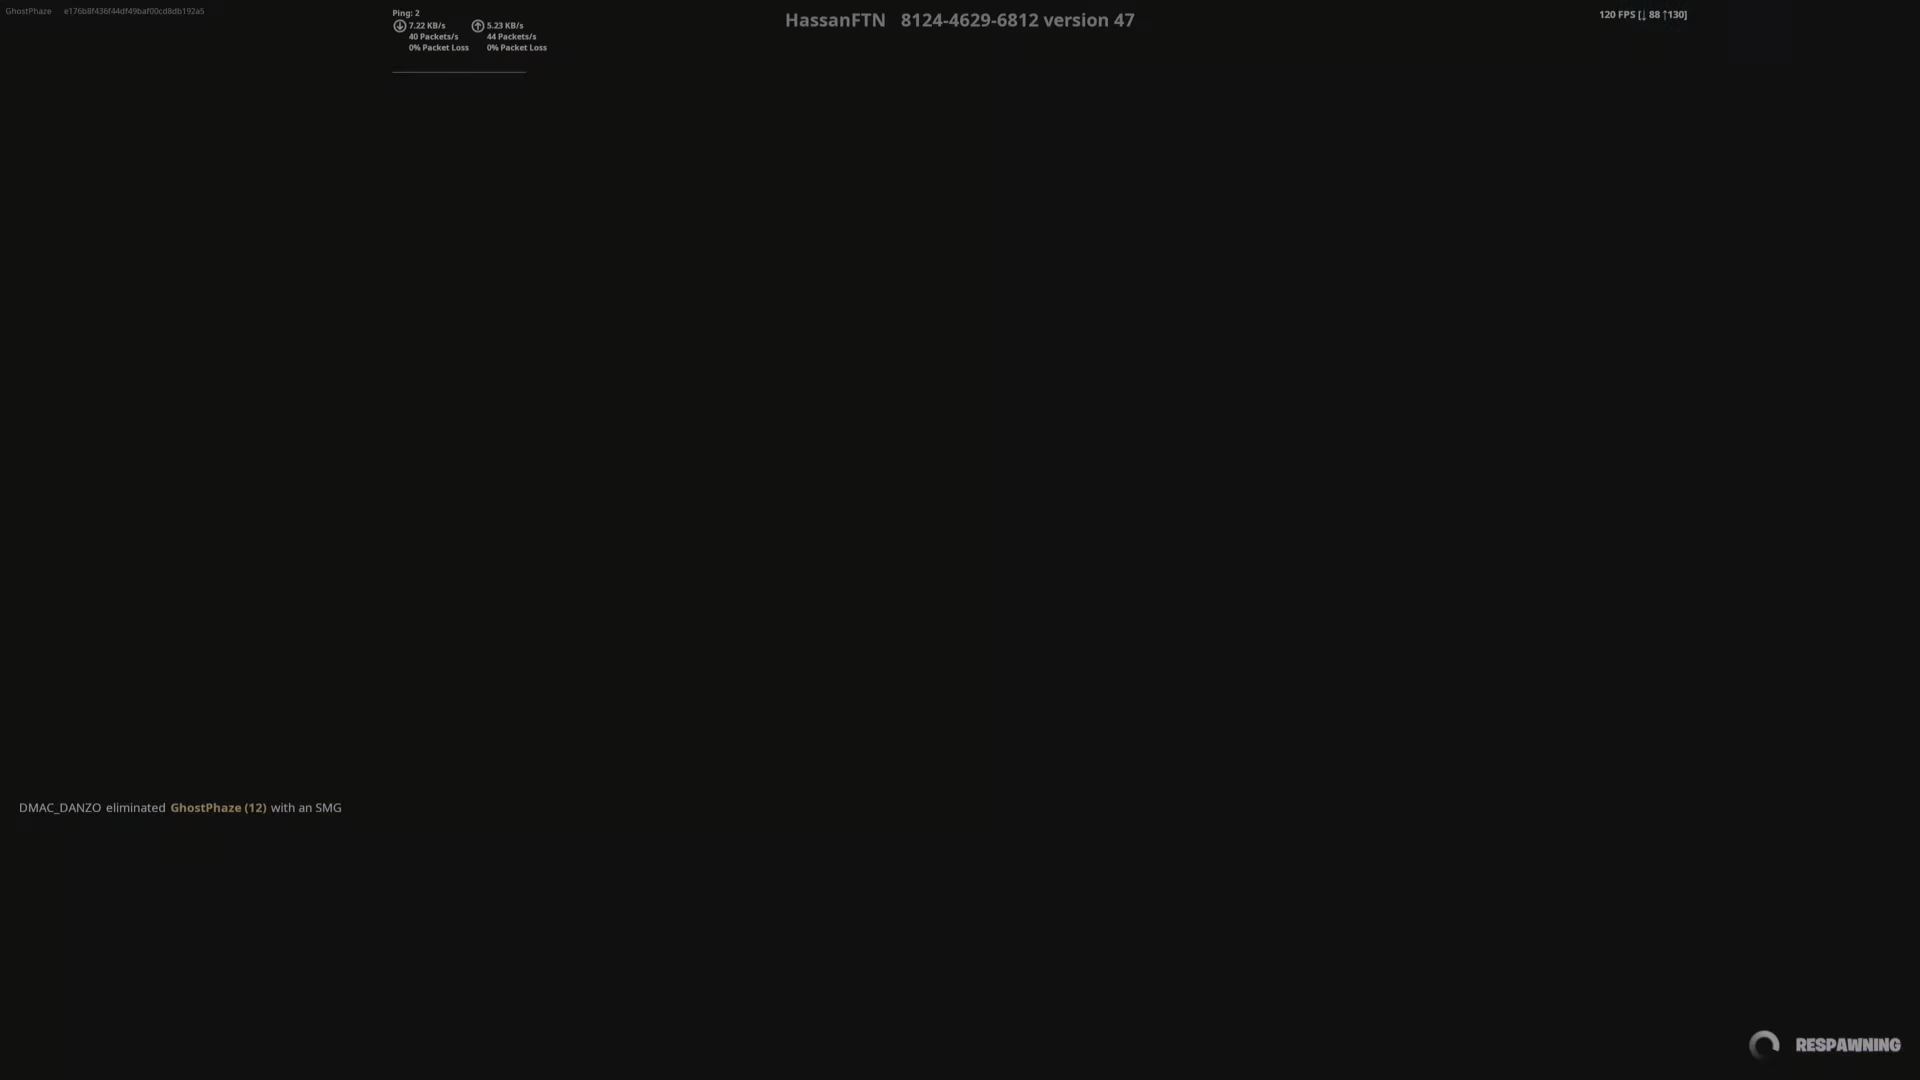 GhostPhaze e176b8f436f44df49baf00cd8db192a5
Ping: 2
7.22 KB/s 5.23 KB/s
40 Packets/s 44 Packets/s
0% Packet Loss 0% Packet Loss
HassanFTN 8124-4629-6812 version 47
120 FPS [↓ 88 ↑130]
DMAC_DANZO eliminated GhostPhaze (12) with an SMG
RESPAWNING